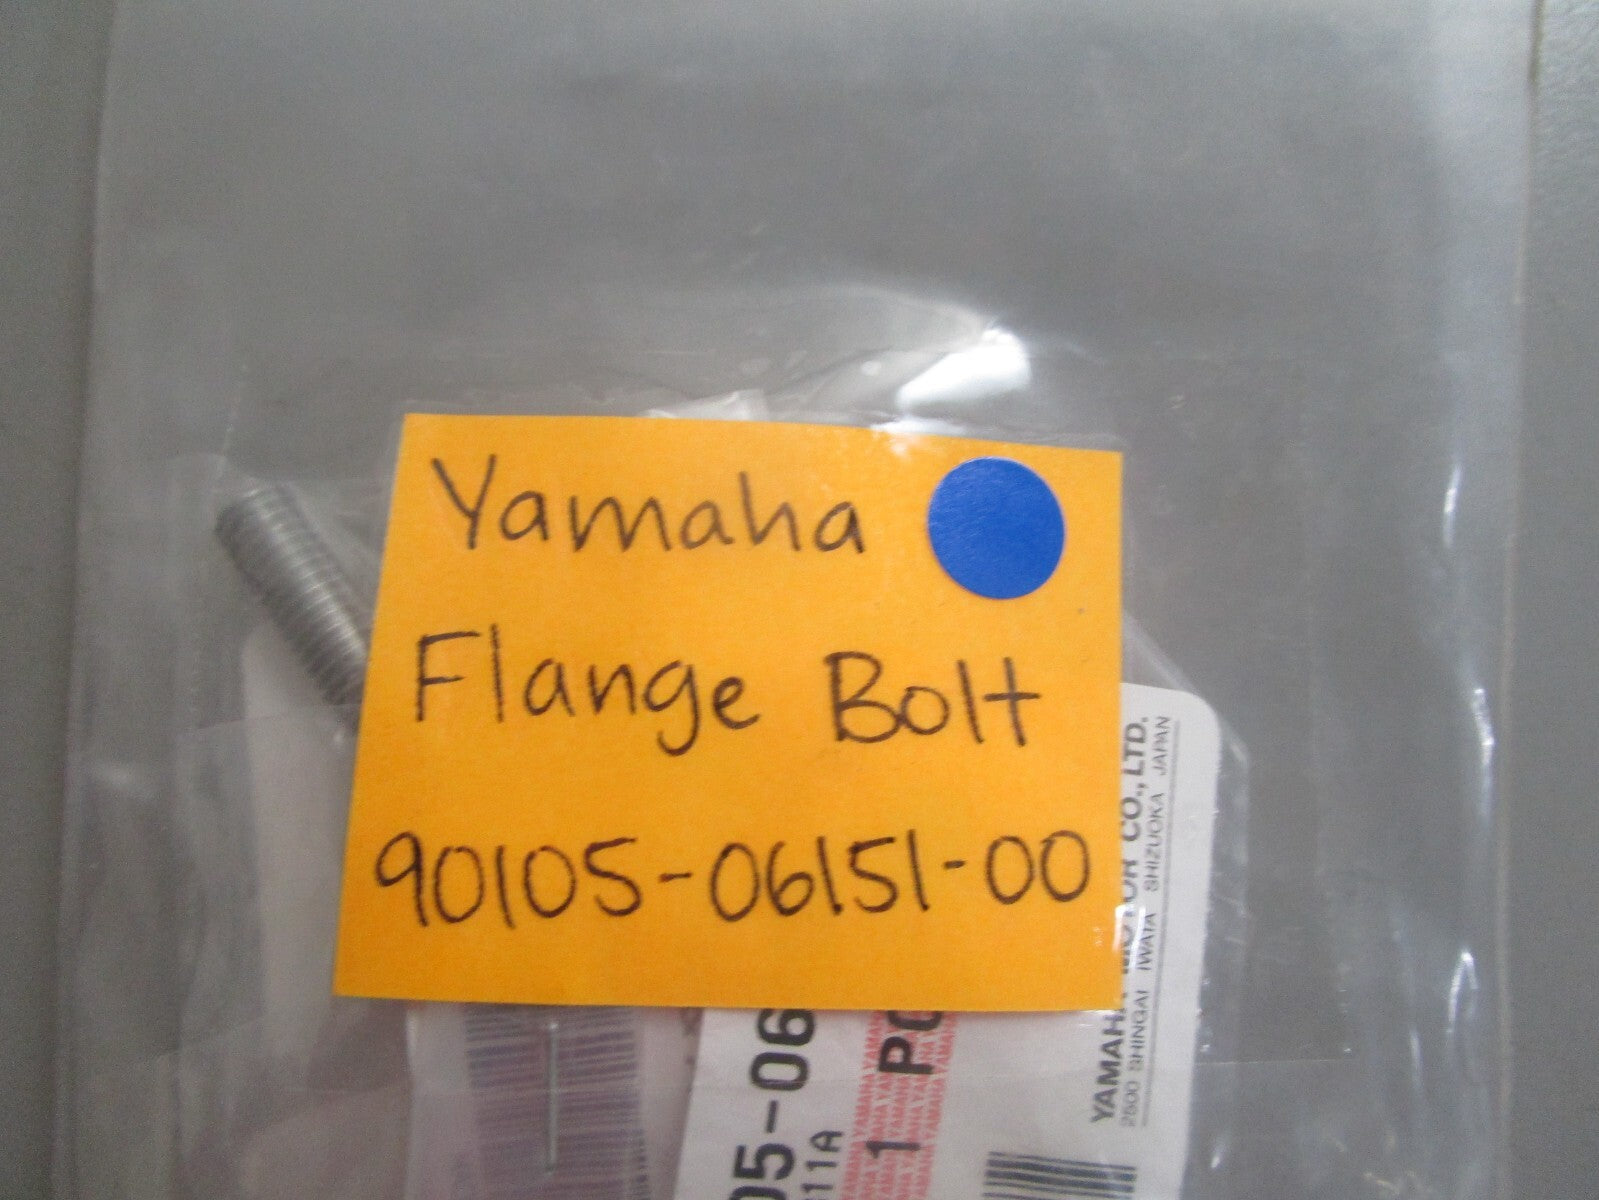 Yamaha
Flange Bolt
90105-06151-00
YAMAHA MOTOR CO., LTD.
2500 SHINGAI IWATA SHIZUOKA JAPAN
05-06
11A
1 PC